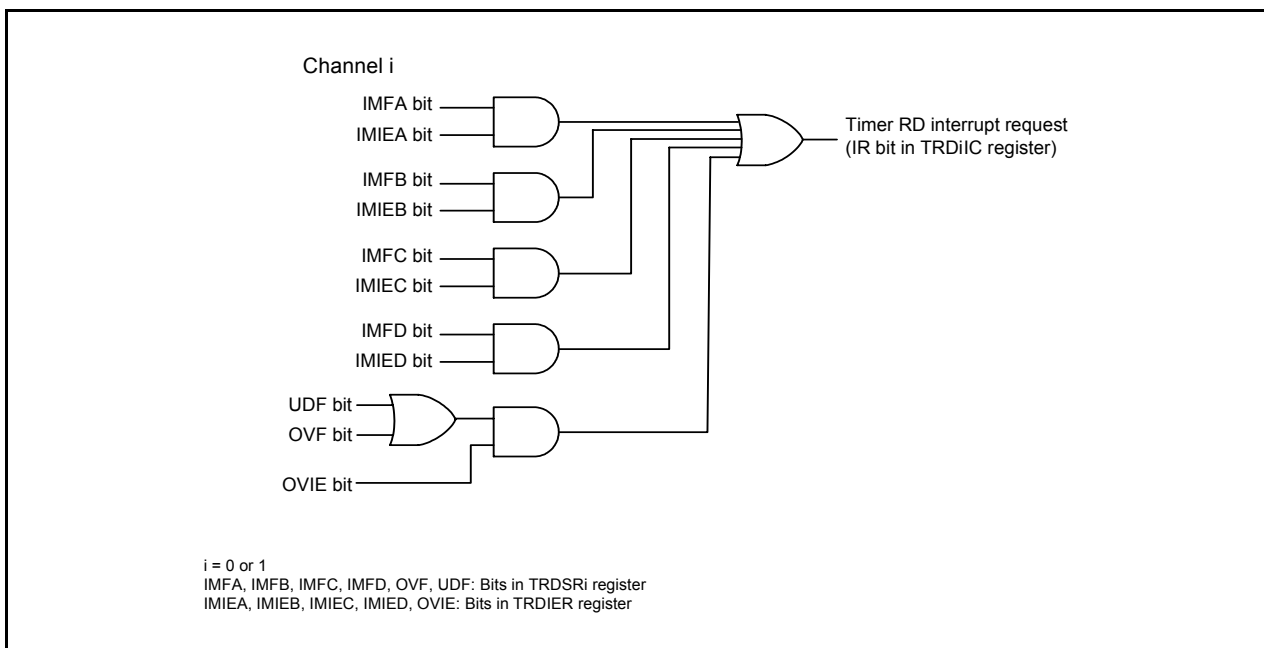 Channel i
IMFA bit
IMIEA bit
IMFB bit
IMIEB bit
IMFC bit
IMIEC bit
IMFD bit
IMIED bit
UDF bit
OVF bit
OVIE bit
Timer RD interrupt request
(IR bit in TRDiIC register)
i = 0 or 1
IMFA, IMFB, IMFC, IMFD, OVF, UDF: Bits in TRDSRi register
IMIEA, IMIEB, IMIEC, IMIED, OVIE: Bits in TRDIER register